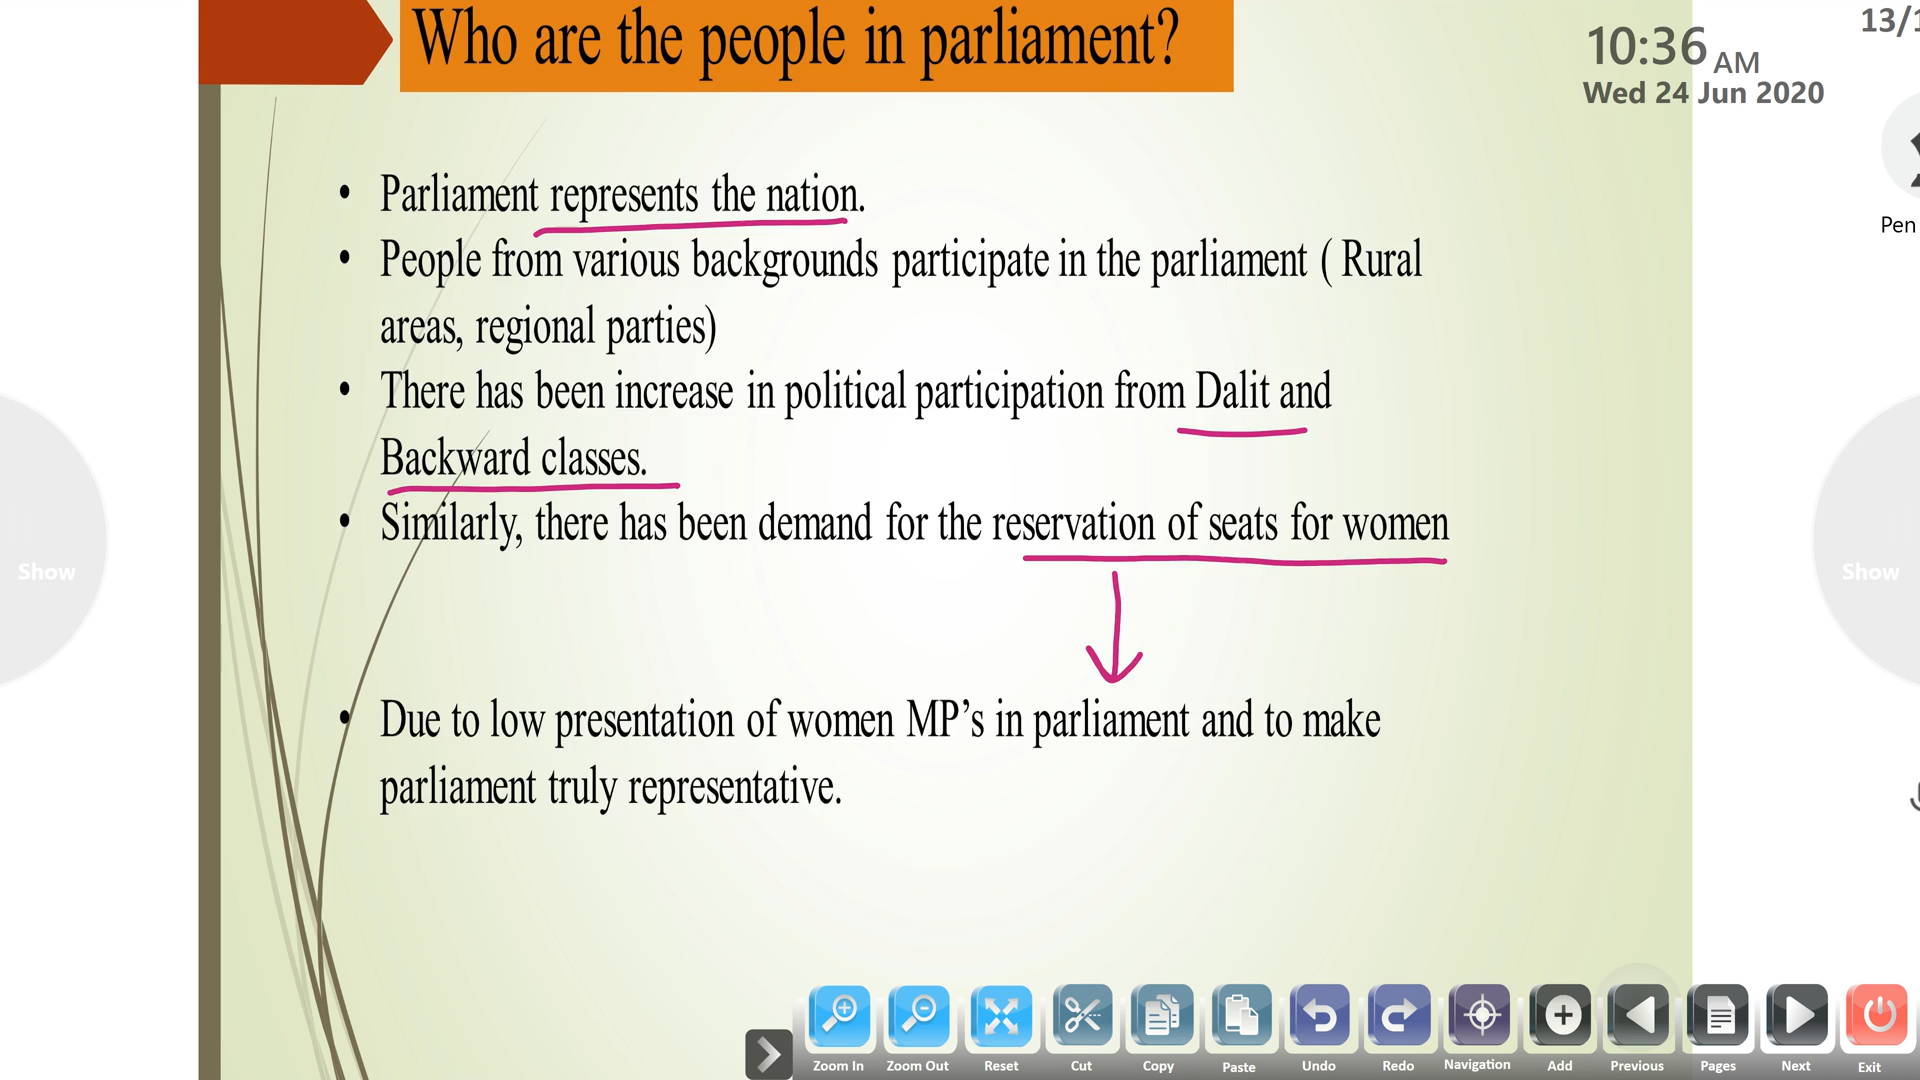 Who are the people in parliament?
10:36 AM
Wed 24 Jun 2020
13/1
Pen
• Parliament represents the nation.
• People from various backgrounds participate in the parliament ( Rural
areas, regional parties)
• There has been increase in political participation from Dalit and
Backward classes.
• Similarly, there has been demand for the reservation of seats for women
• Due to low presentation of women MP’s in parliament and to make
parliament truly representative.
Show
Show
Zoom In Zoom Out Reset Cut Copy Paste Undo Redo Navigation Add Previous Pages Next Exit